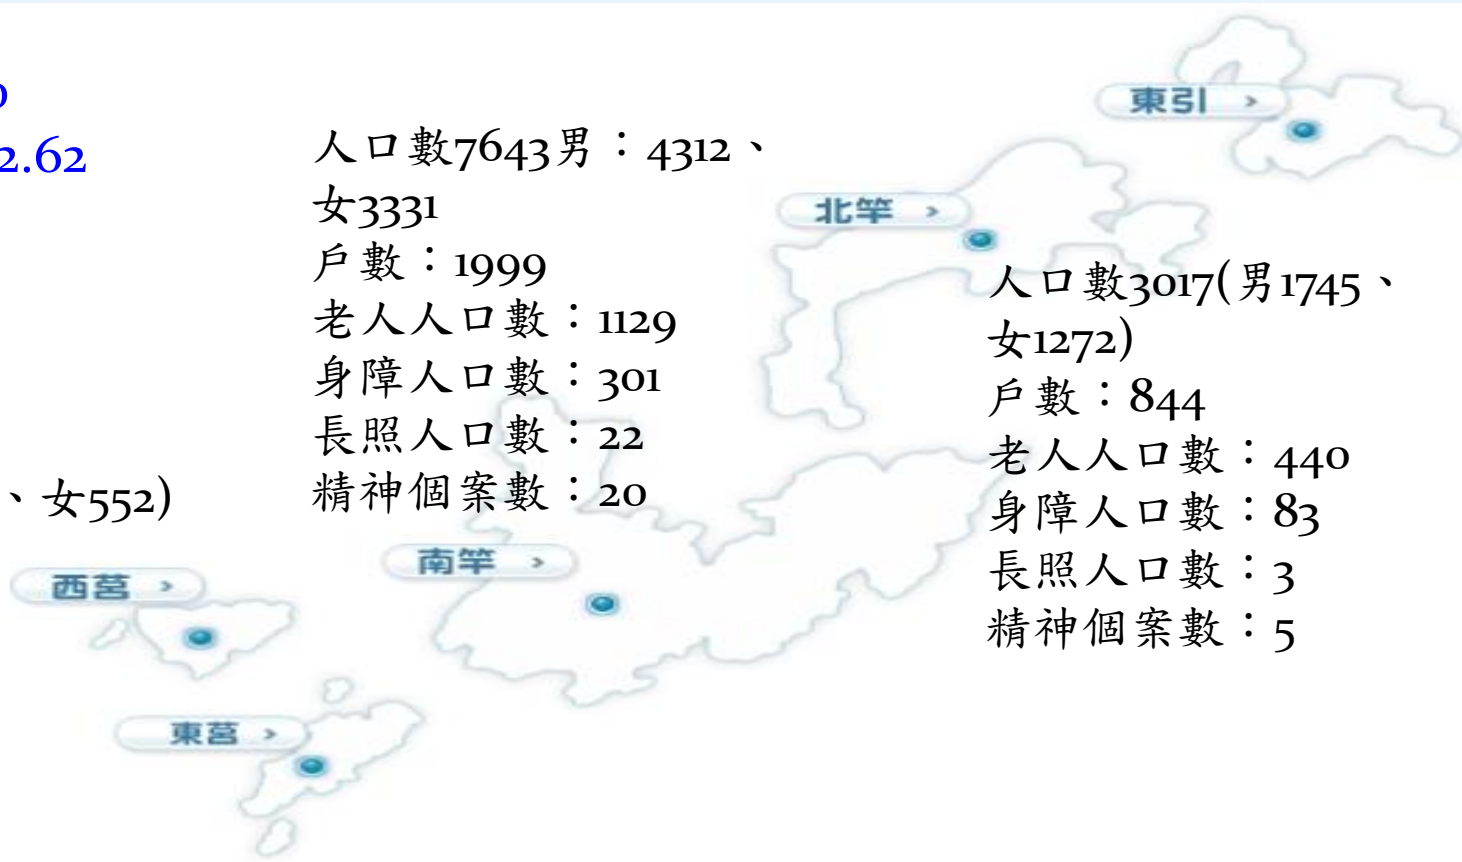 2.62
、女552)
人口數7643男：4312、
女3331
戶數：1999
老人人口數：1129
身障人口數：301
長照人口數：22
精神個案數：20
東引 ›
北竿 ›
人口數3017(男1745、
女1272)
戶數：844
老人人口數：440
身障人口數：83
長照人口數：3
精神個案數：5
南竿 ›
西莒 ›
東莒 ›